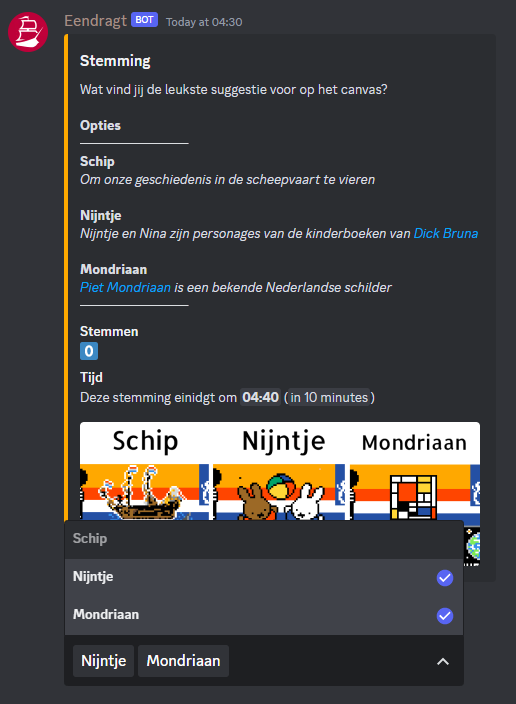 Eendragt BOT Today at 04:30
Stemming
Wat vind jij de leukste suggestie voor op het canvas?
Opties
Schip
Om onze geschiedenis in de scheepvaart te vieren
Nijntje
Nijntje en Nina zijn personages van de kinderboeken van Dick Bruna
Mondriaan
Piet Mondriaan is een bekende Nederlandse schilder
Stemmen
0
Tijd
Deze stemming einidgt om 04:40 (in 10 minutes)
Schip Nijntje Mondriaan
Schip
Nijntje
Mondriaan
Nijntje Mondriaan